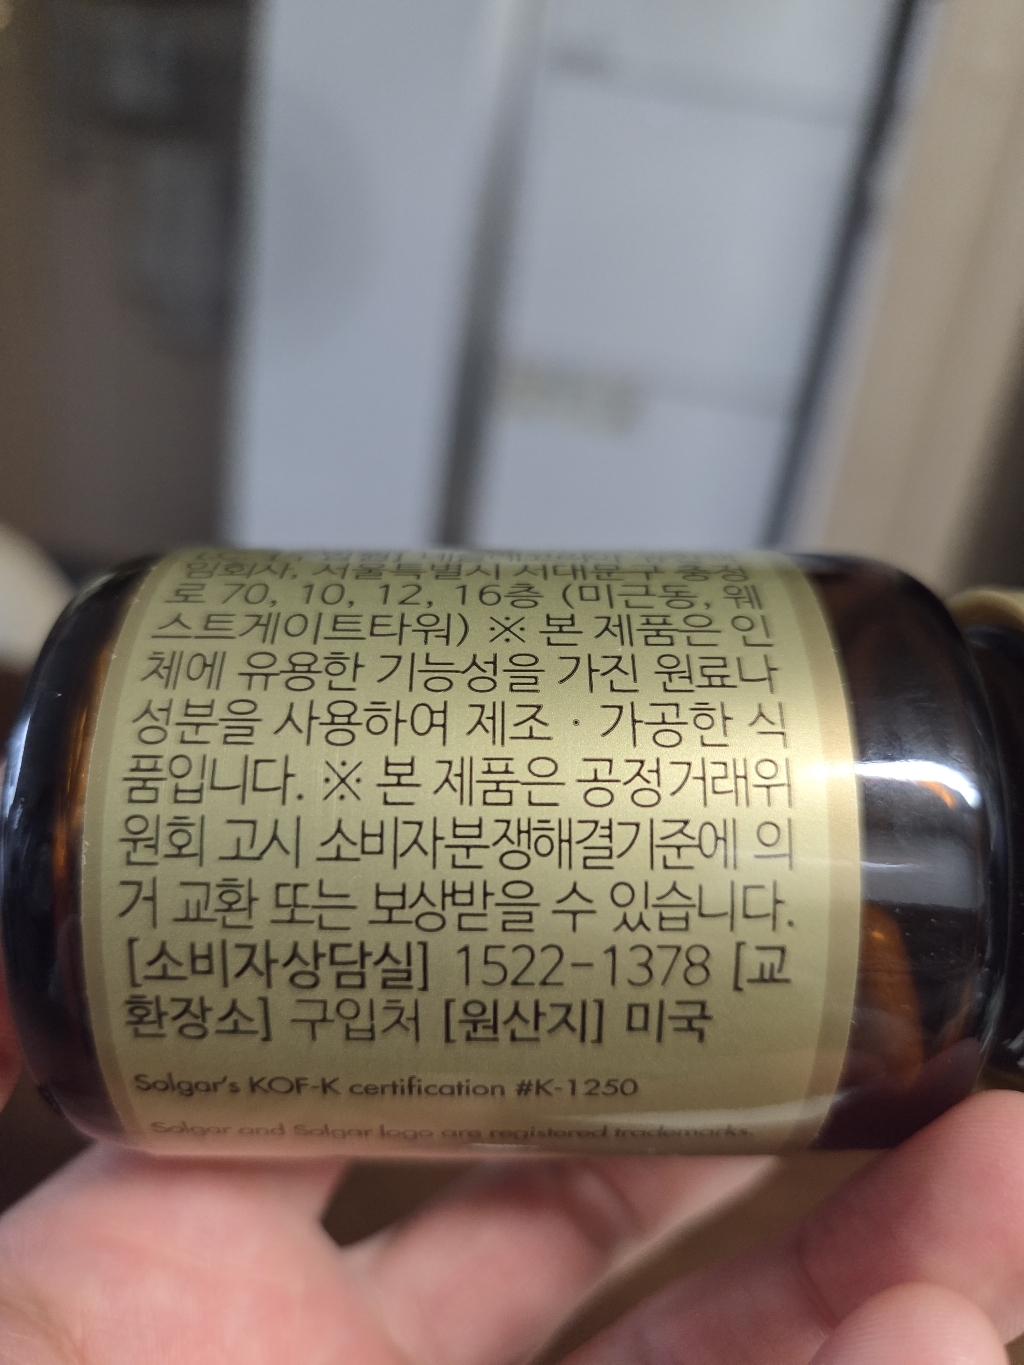 임회사, 서울특별시 서대문구 충정
로 70, 10, 12, 16층 (미근동, 웨
스트게이트타워) ※ 본 제품은 인
체에 유용한 기능성을 가진 원료나
성분을 사용하여 제조 · 가공한 식
품입니다. ※ 본 제품은 공정거래위
원회 고시 소비자분쟁해결기준에 의
거 교환 또는 보상받을 수 있습니다.
[소비자상담실] 1522-1378 [교
환장소] 구입처 [원산지] 미국
Solgar's KOF-K certification #K-1250
Solgar and Solgar logo are registered trademarks.